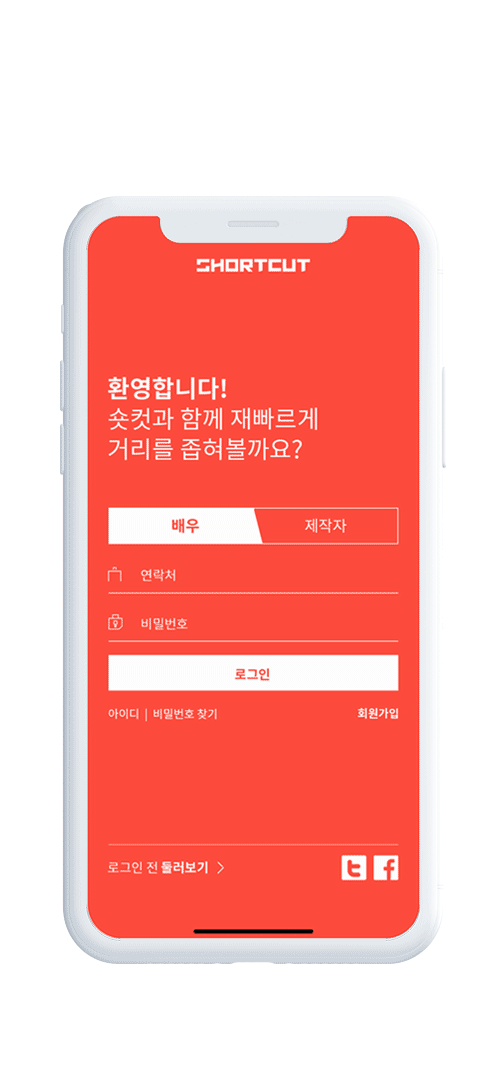 SHORTCUT
환영합니다!
숏컷과 함께 재빠르게
거리를 좁혀볼까요?
배우 제작자
연락처
비밀번호
로그인
아이디 | 비밀번호 찾기 회원가입
로그인 전 둘러보기 >